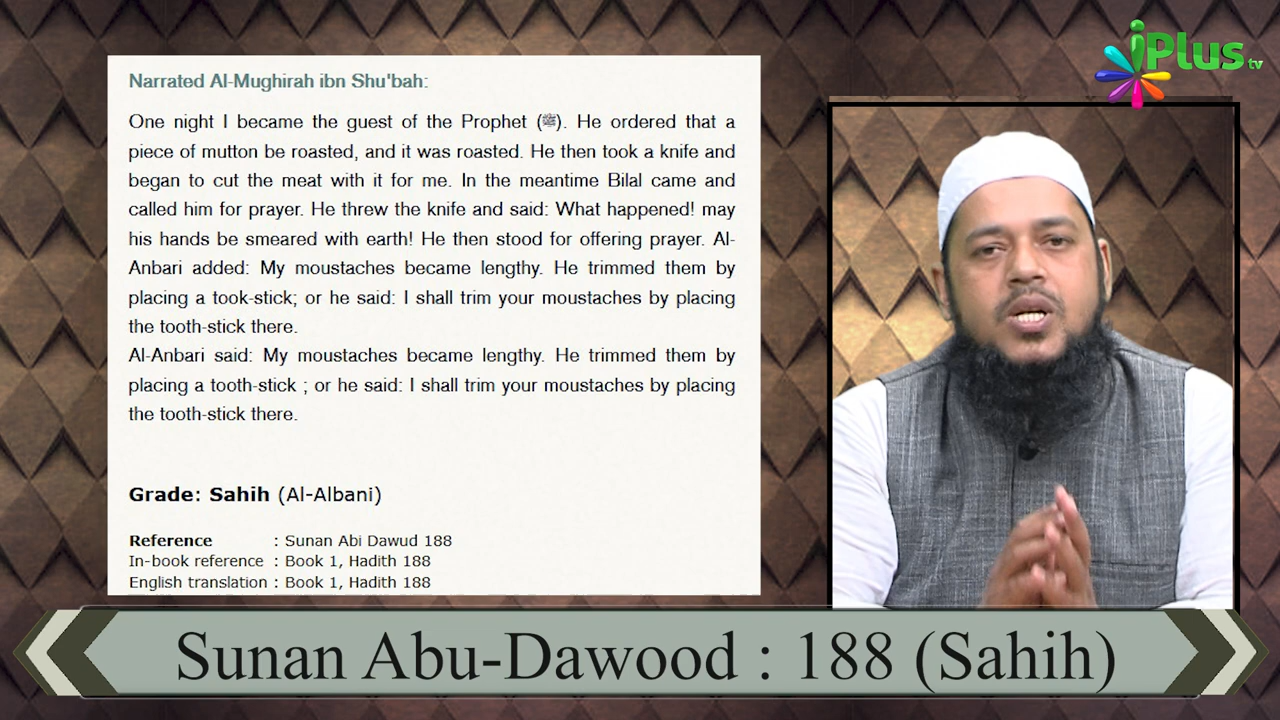 iPlus tv
Narrated Al-Mughirah ibn Shu'bah:
One night I became the guest of the Prophet (ﷺ). He ordered that a
piece of mutton be roasted, and it was roasted. He then took a knife and
began to cut the meat with it for me. In the meantime Bilal came and
called him for prayer. He threw the knife and said: What happened! may
his hands be smeared with earth! He then stood for offering prayer. Al-
Anbari added: My moustaches became lengthy. He trimmed them by
placing a took-stick; or he said: I shall trim your moustaches by placing
the tooth-stick there.
Al-Anbari said: My moustaches became lengthy. He trimmed them by
placing a tooth-stick ; or he said: I shall trim your moustaches by placing
the tooth-stick there.
Grade: Sahih (Al-Albani)
Reference : Sunan Abi Dawud 188
In-book reference : Book 1, Hadith 188
English translation : Book 1, Hadith 188
Sunan Abu-Dawood : 188 (Sahih)